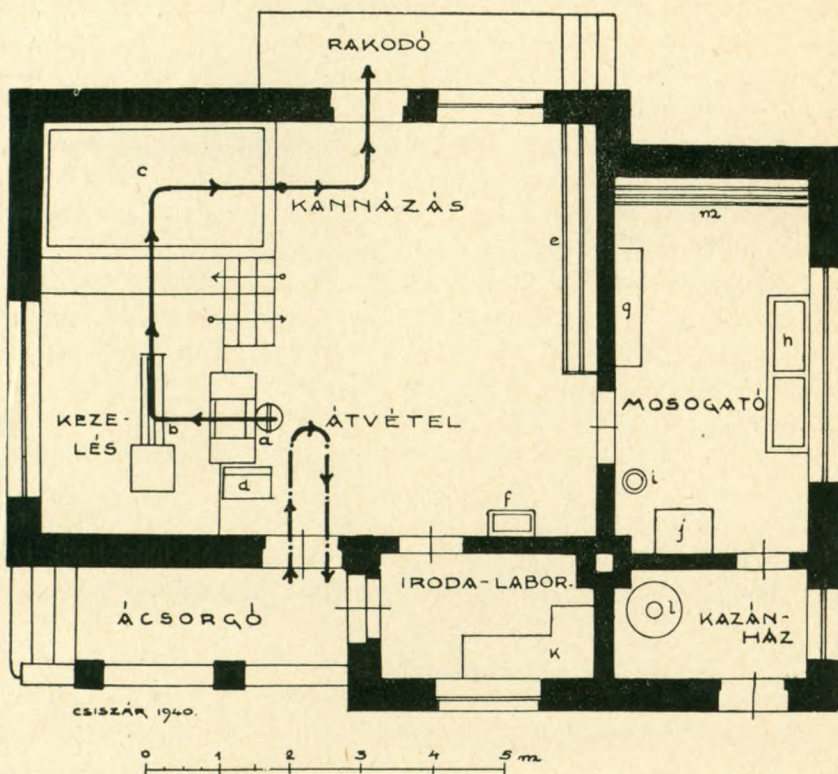 RAKODÓ
c
KANNÁZÁS
e
m
g
h
KEZE-
LÉS
b
a
ÁTVÉTEL
MOSOGATÓ
d
f
i
j
ÁCSORGÓ
IRODA-LABOR.
k
l
KAZÁN-
HÁZ
CSISZÁR 1940.
0 1 2 3 4 5 m